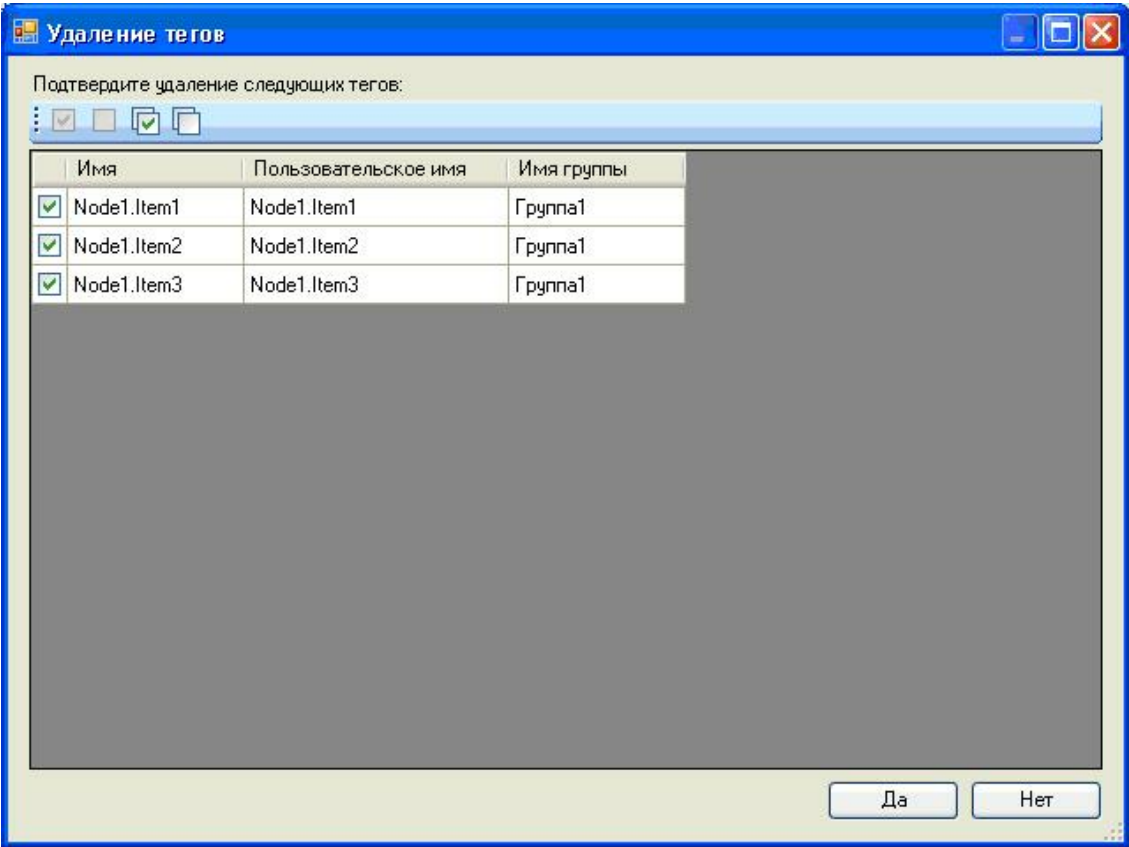 Удаление тегов
Подтвердите удаление следующих тегов:
Имя Пользовательское имя Имя группы
Node1.Item1 Node1.Item1 Группа1
Node1.Item2 Node1.Item2 Группа1
Node1.Item3 Node1.Item3 Группа1
Да Нет